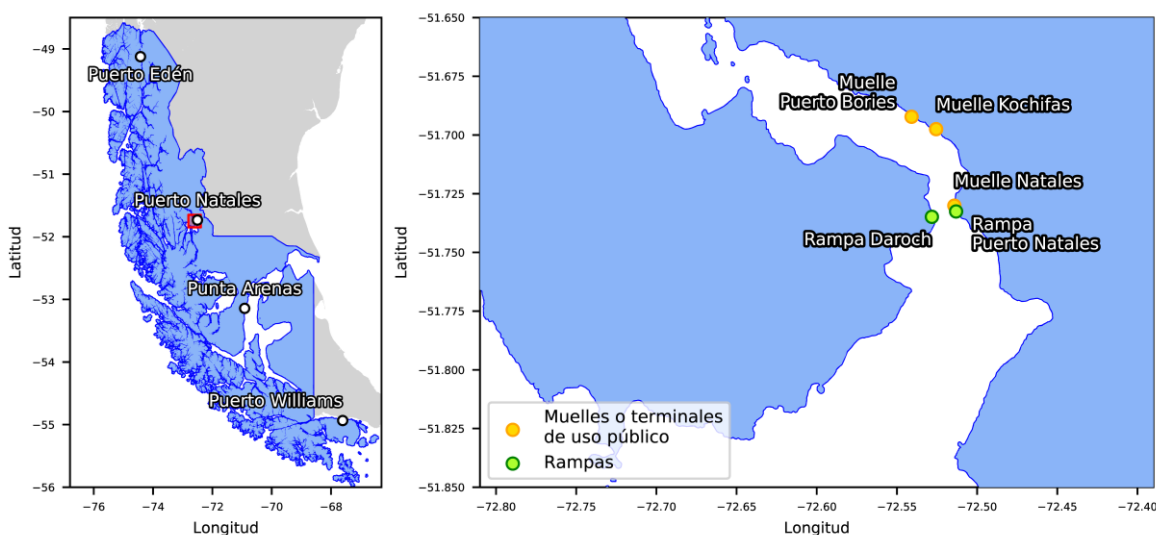 −49
−50
−51
−52
−53
−54
−55
−56
Latitud
−76
−74
−72
−70
−68
Longitud
Puerto Edén
Puerto Natales
Punta Arenas
Puerto Williams
−51.650
−51.675
−51.700
−51.725
−51.750
−51.775
−51.800
−51.825
−51.850
Latitud
Muelle
Puerto Bories
Muelle Kochifas
Muelle Natales
Rampa Daroch
Rampa
Puerto Natales
Muelles o terminales
de uso público
Rampas
−72.80
−72.75
−72.70
−72.65
−72.60
−72.55
−72.50
−72.45
−72.40
Longitud